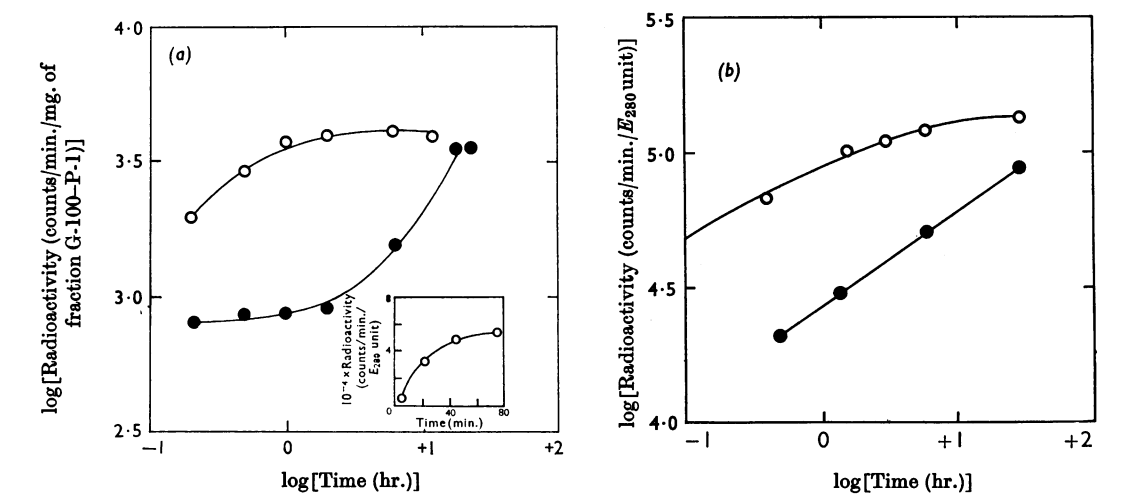 4·0
3·5
3·0
2·5
(a)
log[Radioactivity (counts/min./mg. of
fraction G-100–P-1)]
−1
0
+1
+2
log[Time (hr.)]
8
4
0
40
80
10⁻⁴ × Radioactivity
(counts/min./
E₂₈₀ unit)
Time (min.)
5·5
5·0
4·5
4·0
(b)
log[Radioactivity (counts/min./E₂₈₀ unit)]
−1
0
+1
+2
log[Time (hr.)]